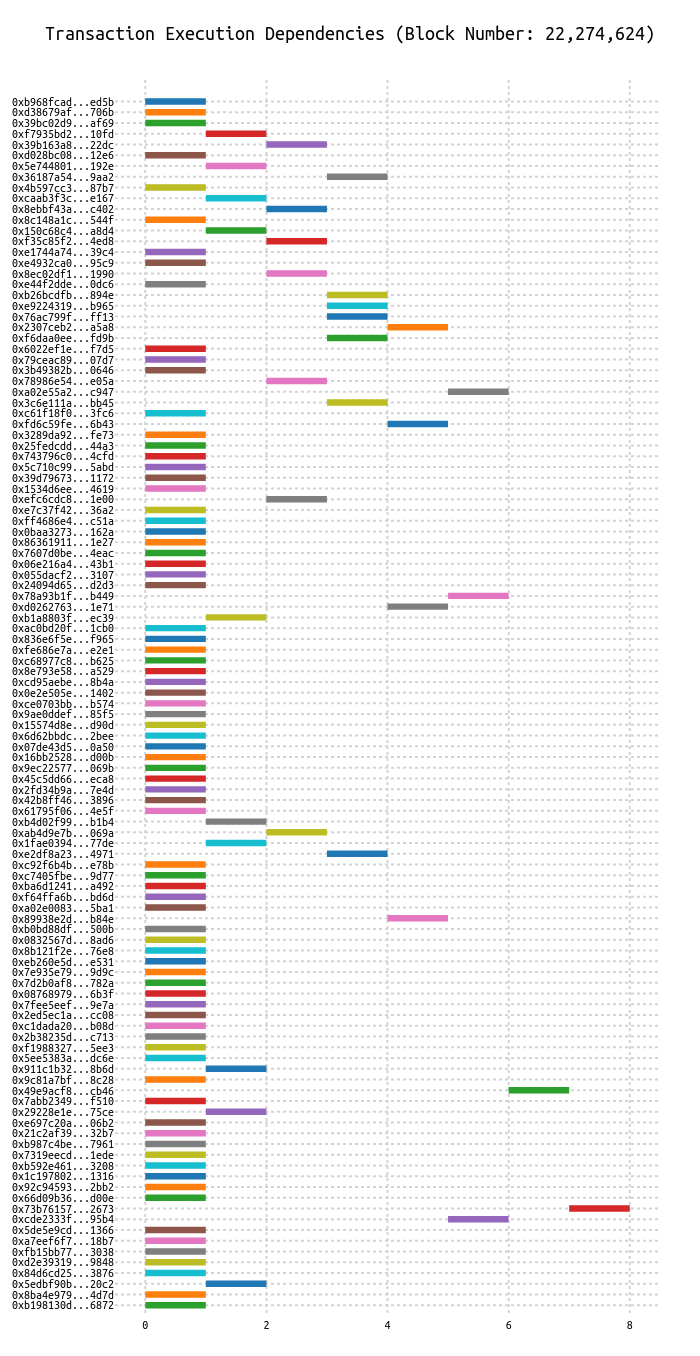 Transaction Execution Dependencies (Block Number: 22,274,624)
0xb968fcad...ed5b
0xd38679af...706b
0x39bc02d9...af69
0xf7935bd2...10fd
0x39b163a8...22dc
0xd028bc08...12e6
0x5e744801...192e
0x36187a54...9aa2
0x4b597cc3...87b7
0xcaab3f3c...e167
0x8ebbf43a...c402
0x8c148a1c...544f
0x150c68c4...a8d4
0xf35c85f2...4ed8
0xe1744a74...39c4
0xe4932ca0...95c9
0x8ec02df1...1990
0xe44f2dde...0dc6
0xb26bcdfb...894e
0xe9224319...b965
0x76ac799f...ff13
0x2307ceb2...a5a8
0xf6daa0ee...fd9b
0x6022ef1e...f7d5
0x79ceac89...07d7
0x3b49382b...0646
0x78986e54...e05a
0xa02e55a2...c947
0x3c6e111a...bb45
0xc61f18f0...3fc6
0xfd6c59fe...6b43
0x3289da92...fe73
0x25fedcdd...44a3
0x743796c0...4cfd
0x5c710c99...5abd
0x39d79673...1172
0x1534d6ee...4619
0xefc6cdc8...1e00
0xe7c37f42...36a2
0xff4686e4...c51a
0x0baa3273...162a
0x86361911...1e27
0x7607d0be...4eac
0x06e216a4...43b1
0x055dacf2...3107
0x24094d65...d2d3
0x78a93b1f...b449
0xd0262763...1e71
0xb1a8803f...ec39
0xac0bd20f...1cb0
0x836e6f5e...f965
0xfe686e7a...e2e1
0xc68977c8...b625
0x8e793e58...a529
0xcd95aebe...8b4a
0x0e2e505e...1402
0xce0703bb...b574
0x9ae0ddef...85f5
0x15574d8e...d90d
0x6d62bbdc...2bee
0x07de43d5...0a50
0x16bb2528...d00b
0x9ec22577...069b
0x45c5dd66...eca8
0x2fd34b9a...7e4d
0x42b8ff46...3896
0x61795f06...4e5f
0xb4d02f99...b1b4
0xab4d9e7b...069a
0x1fae0394...77de
0xe2df8a23...4971
0xc92f6b4b...e78b
0xc7405fbe...9d77
0xba6d1241...a492
0xf64ffa6b...bd6d
0xa02e0083...5ba1
0x89938e2d...b84e
0xb0bd88df...500b
0x0832567d...8ad6
0x8b121f2e...76e8
0xeb260e5d...e531
0x7e935e79...9d9c
0x7d2b0af8...782a
0x08768979...6b3f
0x7fee5eef...9e7a
0x2ed5ec1a...cc08
0xc1dada20...b08d
0x2b38235d...c713
0xf1988327...5ee3
0x5ee5383a...dc6e
0x911c1b32...8b6d
0x9c81a7bf...8c28
0x49e9acf8...cb46
0x7abb2349...f510
0x29228e1e...75ce
0xe697c20a...06b2
0x21c2af39...32b7
0xb987c4be...7961
0x7319eecd...1ede
0xb592e461...3208
0x1c197802...1316
0x92c94593...2bb2
0x66d09b36...d00e
0x73b76157...2673
0xcde2333f...95b4
0x5de5e9cd...1366
0xa7eef6f7...18b7
0xfb15bb77...3038
0xd2e39319...9848
0x84d6cd25...3876
0x5edbf90b...20c2
0x8ba4e979...4d7d
0xb198130d...6872
0 2 4 6 8